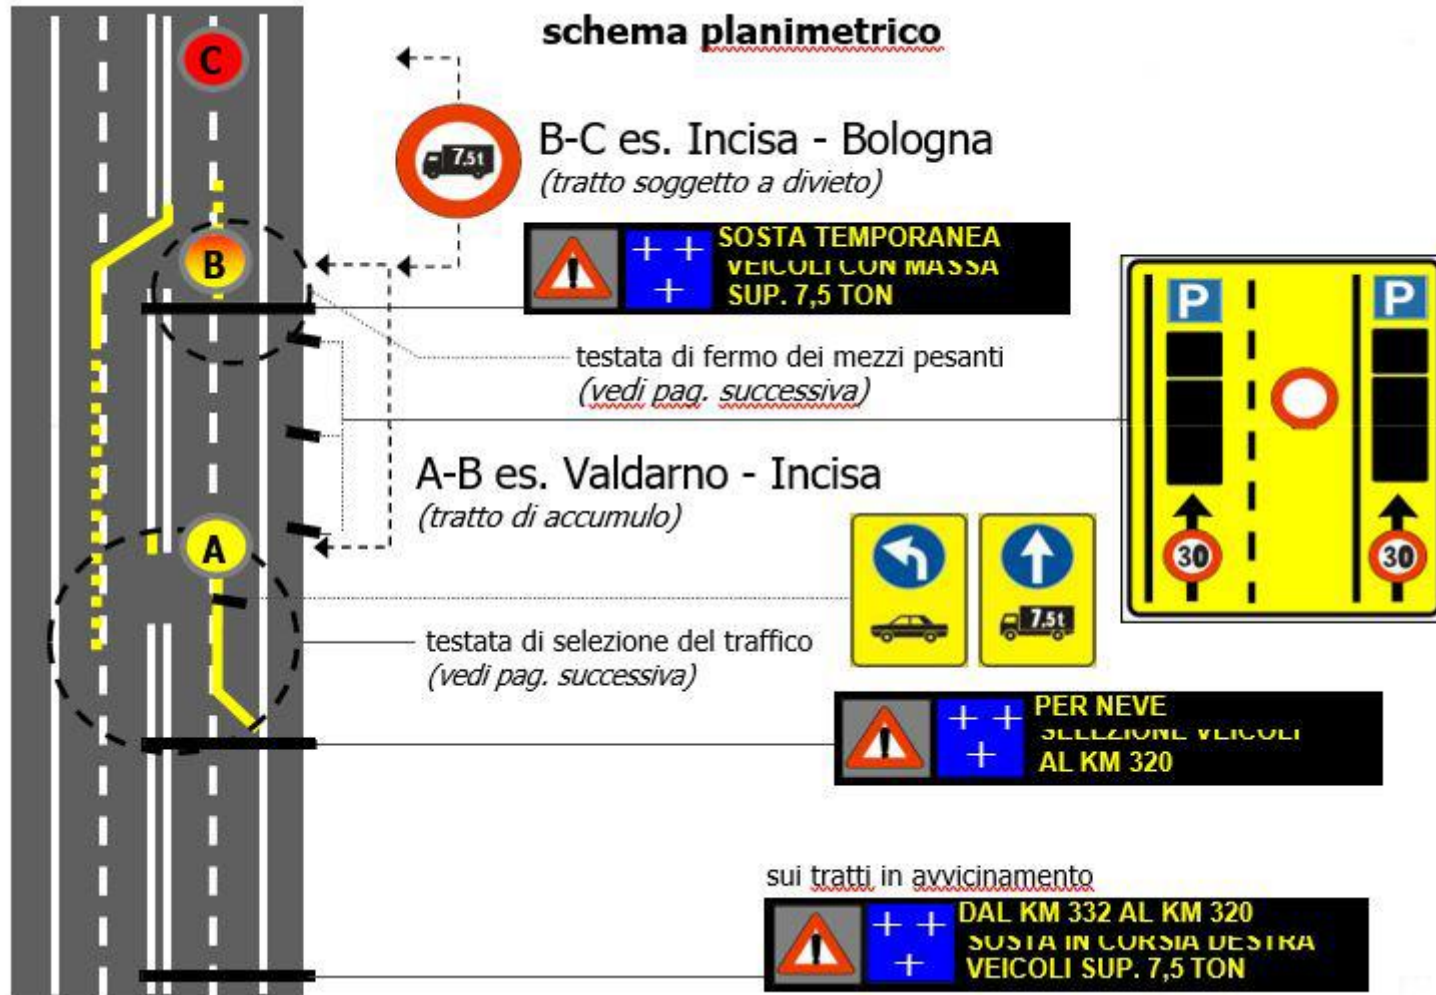 schema planimetrico
C
7,5t
B-C es. Incisa - Bologna
(tratto soggetto a divieto)
B
SOSTA TEMPORANEA
VEICOLI CON MASSA
SUP. 7,5 TON
P P
testata di fermo dei mezzi pesanti
(vedi pag. successiva)
A-B es. Valdarno - Incisa
(tratto di accumulo)
A
30 30
7,5t
testata di selezione del traffico
(vedi pag. successiva)
PER NEVE
SELEZIONE VEICOLI
AL KM 320
sui tratti in avvicinamento
DAL KM 332 AL KM 320
SOSTA IN CORSIA DESTRA
VEICOLI SUP. 7,5 TON